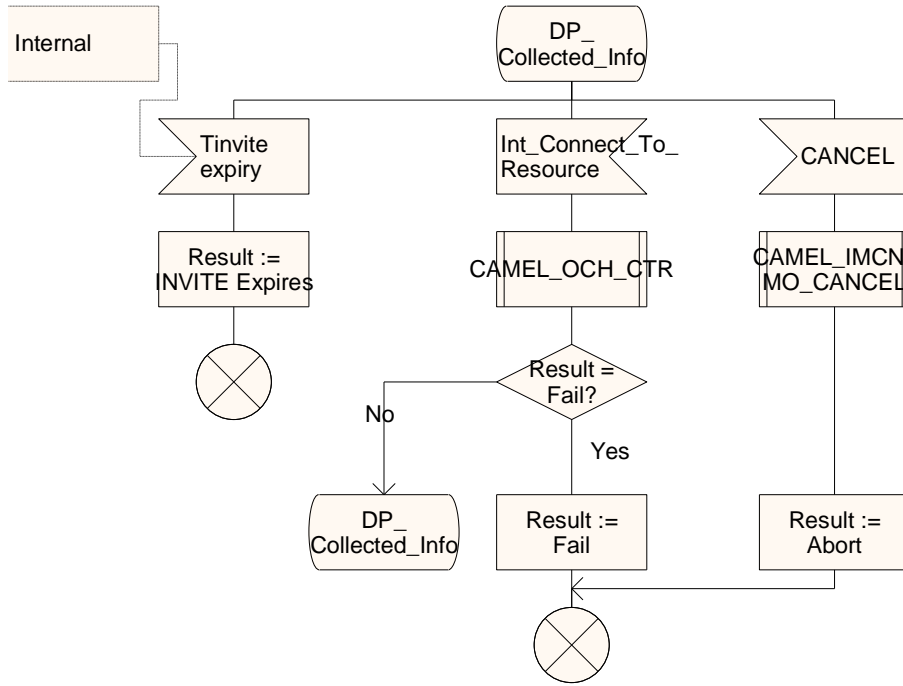 Internal
DP_
Collected_Info
Tinvite
expiry
Int_Connect_To_
Resource
CANCEL
Result :=
INVITE Expires
CAMEL_OCH_CTR
CAMEL_IMCN
MO_CANCEL
Result =
Fail?
No
Yes
DP_
Collected_Info
Result :=
Fail
Result :=
Abort